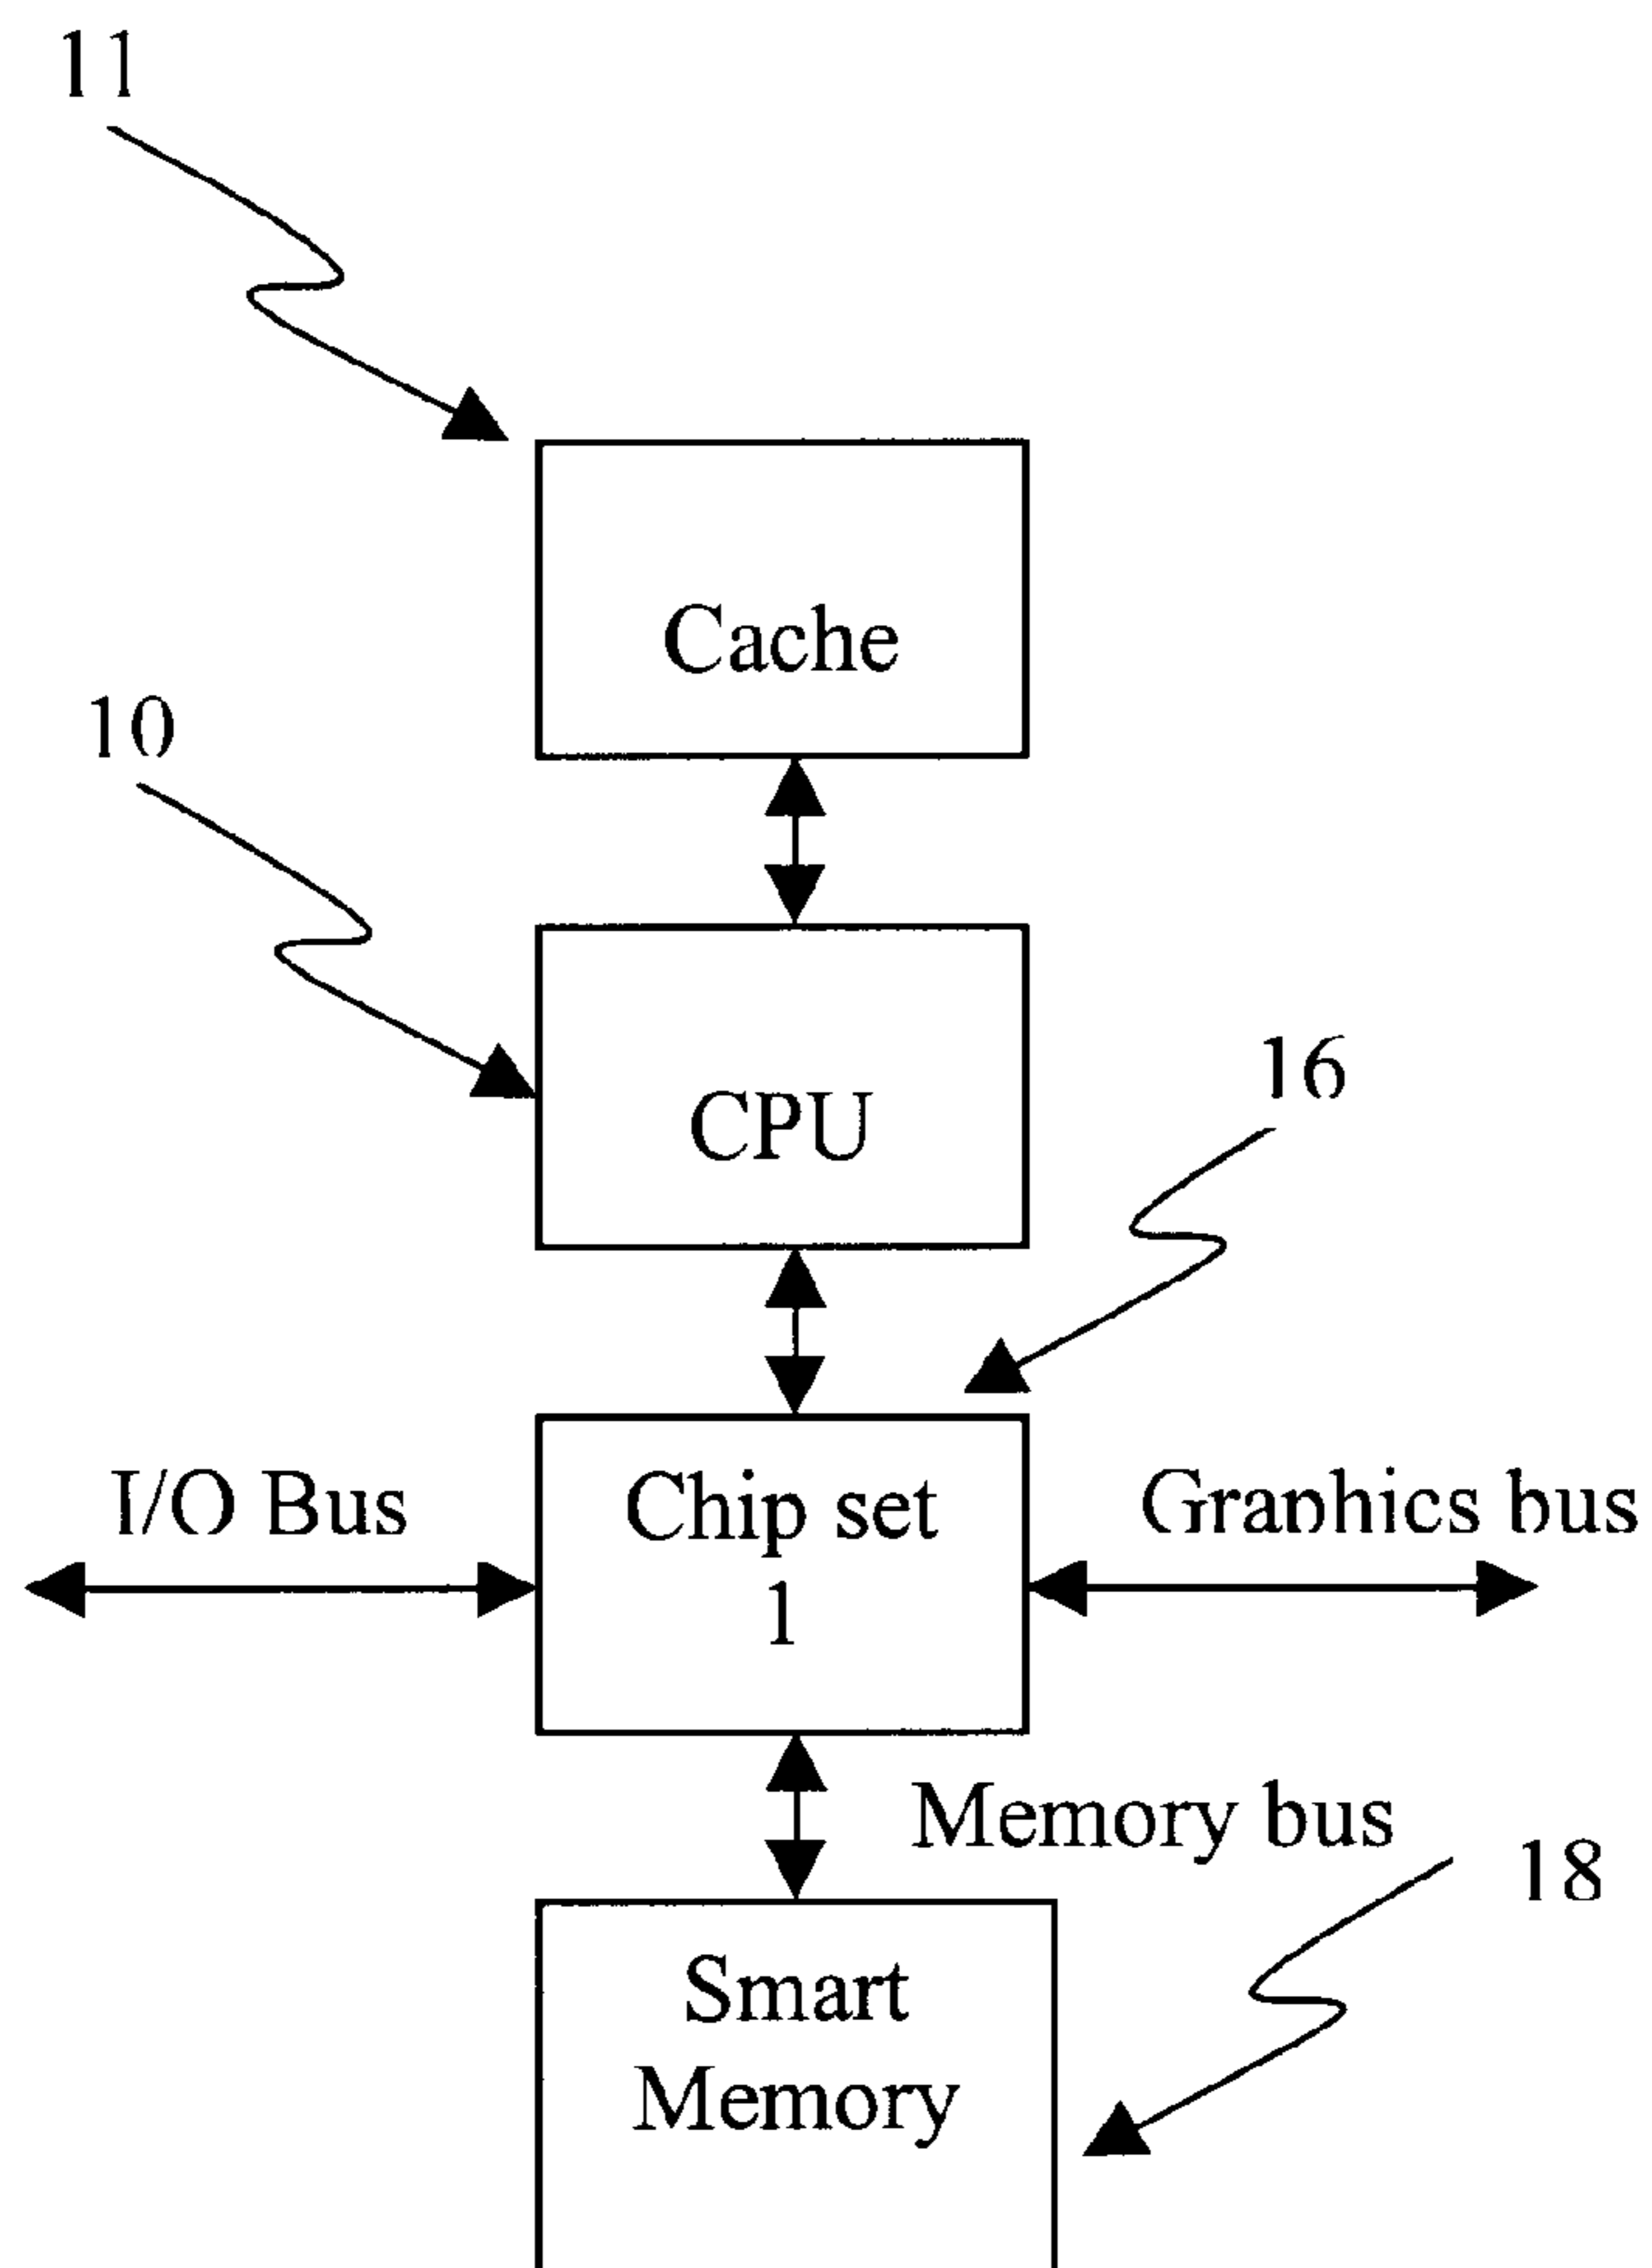 11
Cache
10
CPU
16
I/O Bus
Chip set
1
Graphics bus
Memory bus
18
Smart
Memory